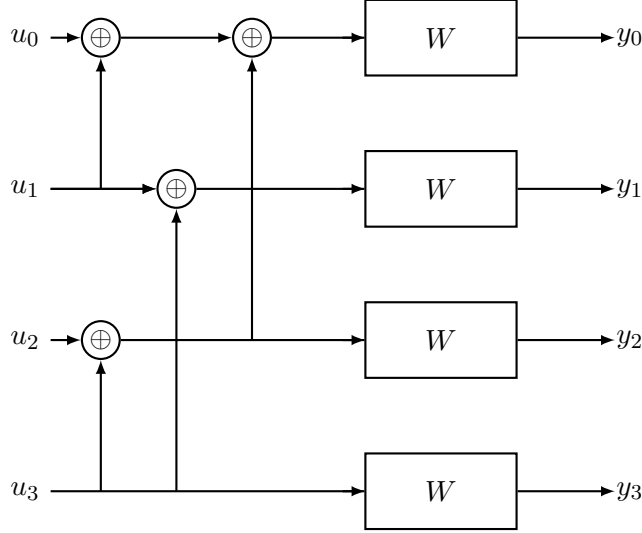 u₀ ⊕ ⊕ W y₀
u₁ ⊕ W y₁
u₂ ⊕ W y₂
u₃ W y₃